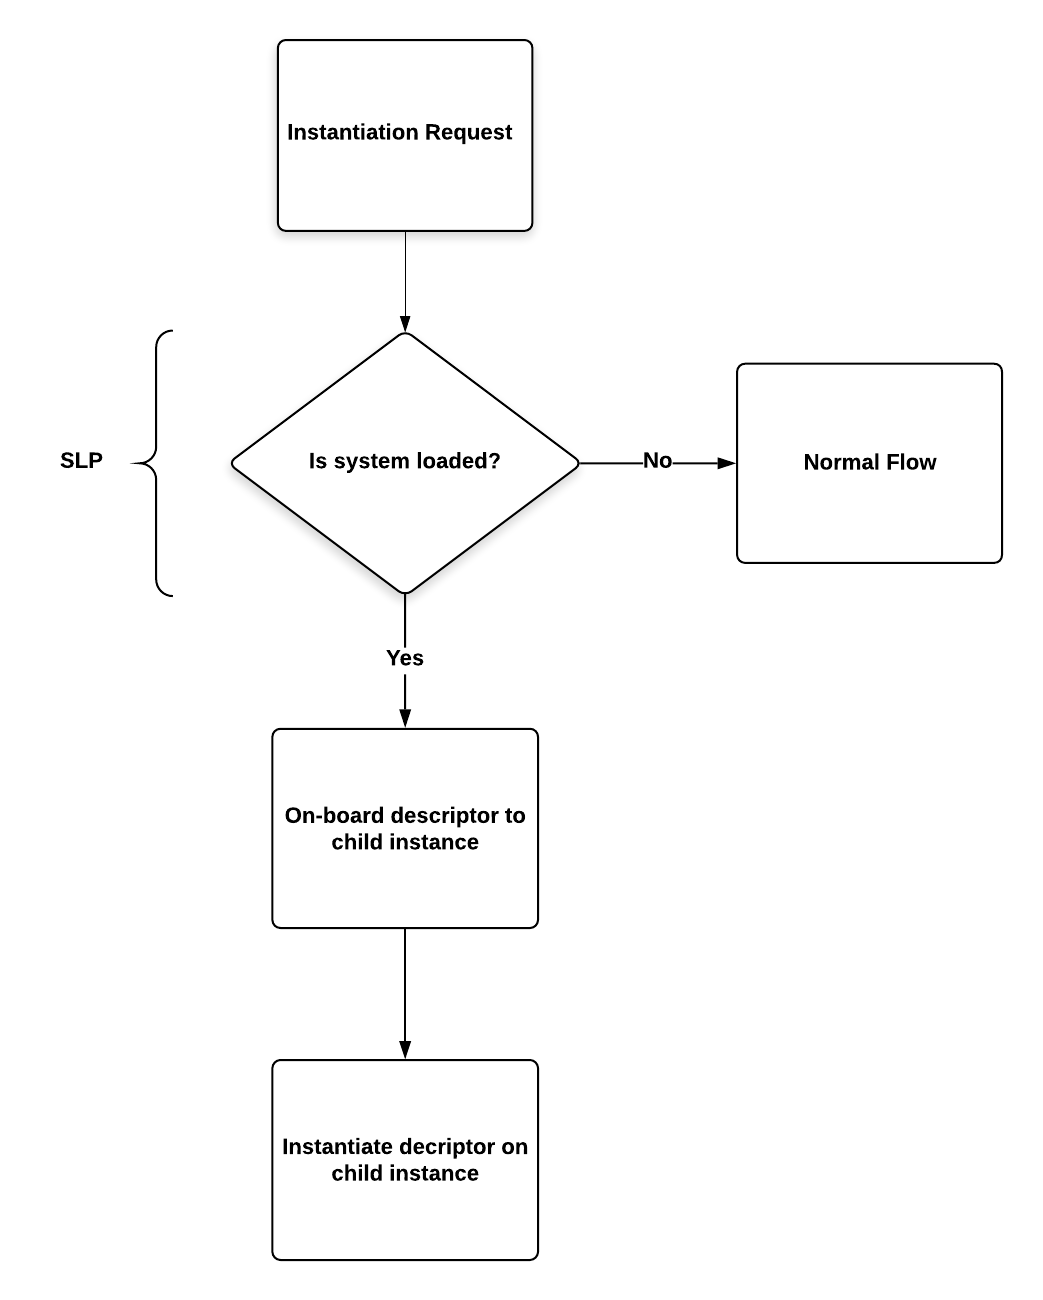 Instantiation Request
SLP
Is system loaded?
No
Normal Flow
Yes
On-board descriptor to
child instance
Instantiate decriptor on
child instance